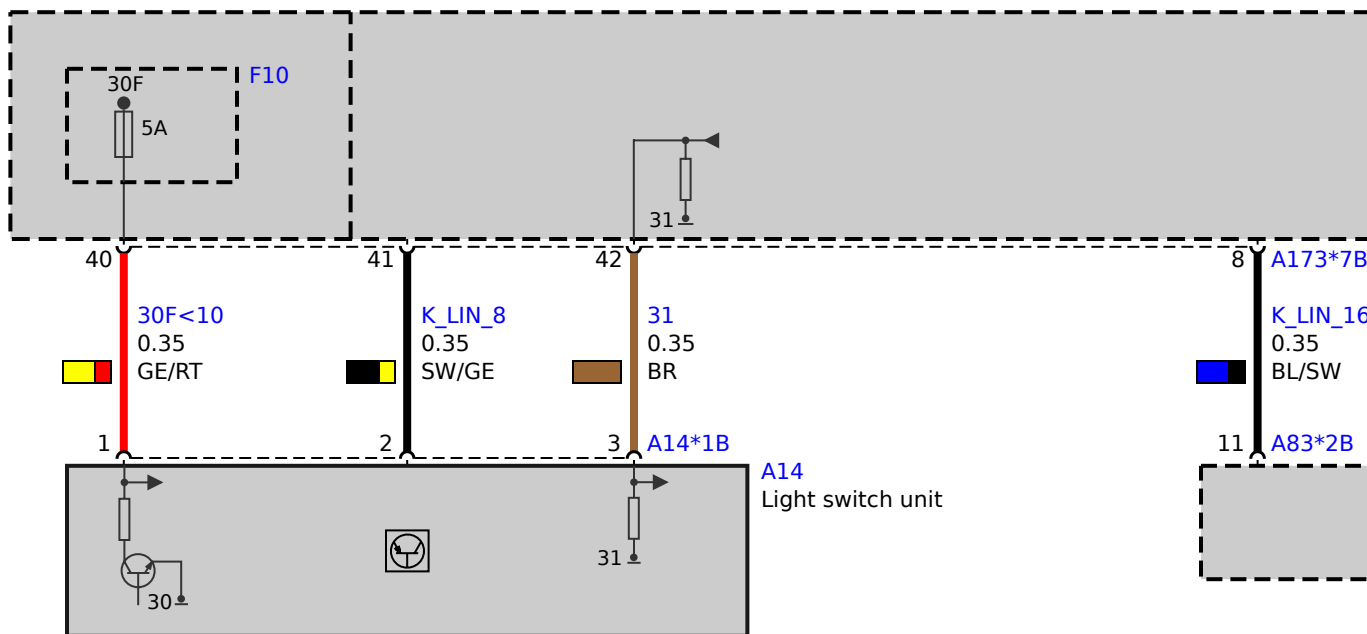 F10
30F
5A
31
40
41
42
8
A173*7B
30F<10
0.35
GE/RT
K_LIN_8
0.35
SW/GE
31
0.35
BR
K_LIN_16
0.35
BL/SW
1
2
3
A14*1B
11
A83*2B
A14
Light switch unit
31
30